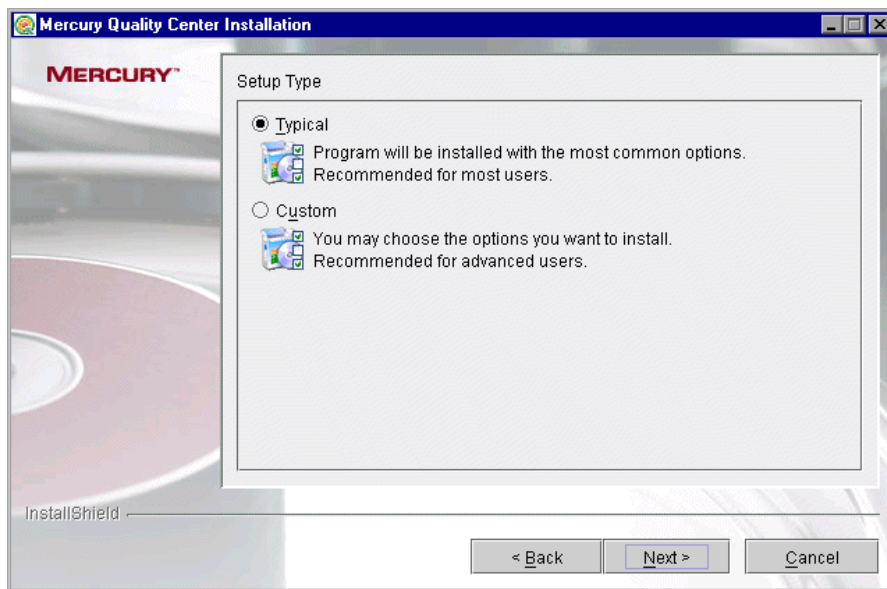 Mercury Quality Center Installation
MERCURY™
Setup Type
Typical
Program will be installed with the most common options.
Recommended for most users.
Custom
You may choose the options you want to install.
Recommended for advanced users.
InstallShield
< Back
Next >
Cancel